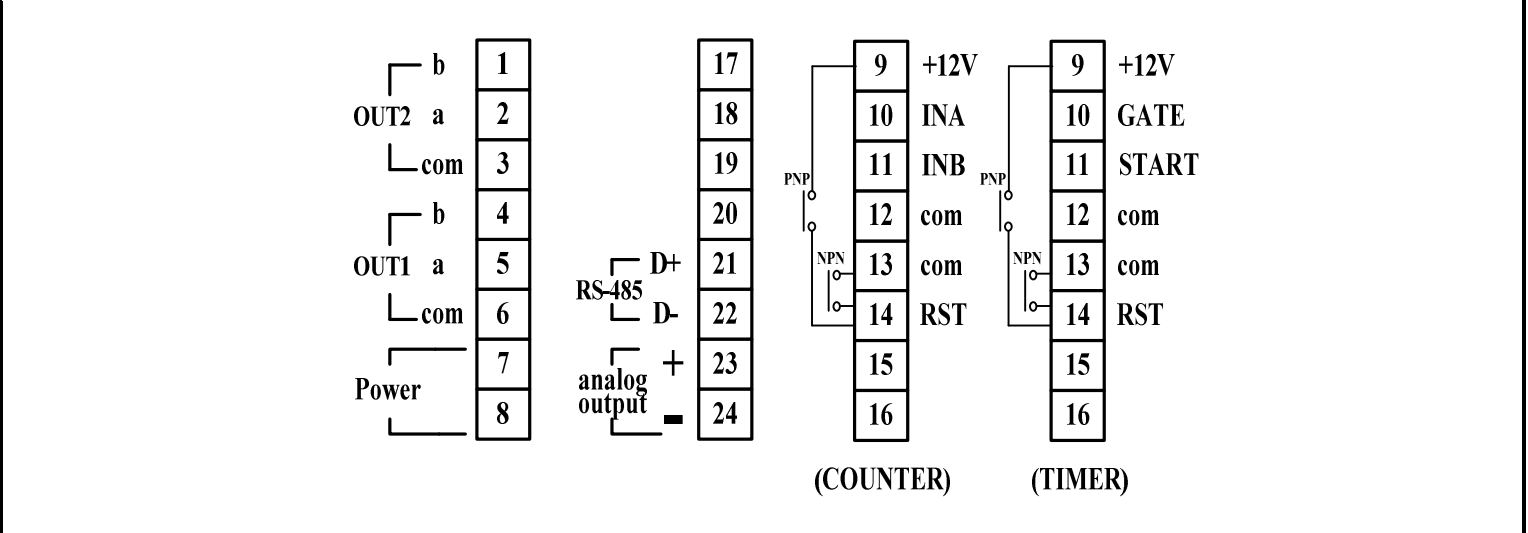 b 1 17 9 +12V 9 +12V
OUT2 a 2 18 10 INA 10 GATE
com 3 19 11 INB 11 START
PNP PNP
b 4 20 12 com 12 com
OUT1 a 5 D+ 21 NPN 13 com NPN 13 com
RS-485
com 6 D- 22 14 RST 14 RST
7 + 23 15 15
Power analog
output
8 - 24 16 16
(COUNTER) (TIMER)